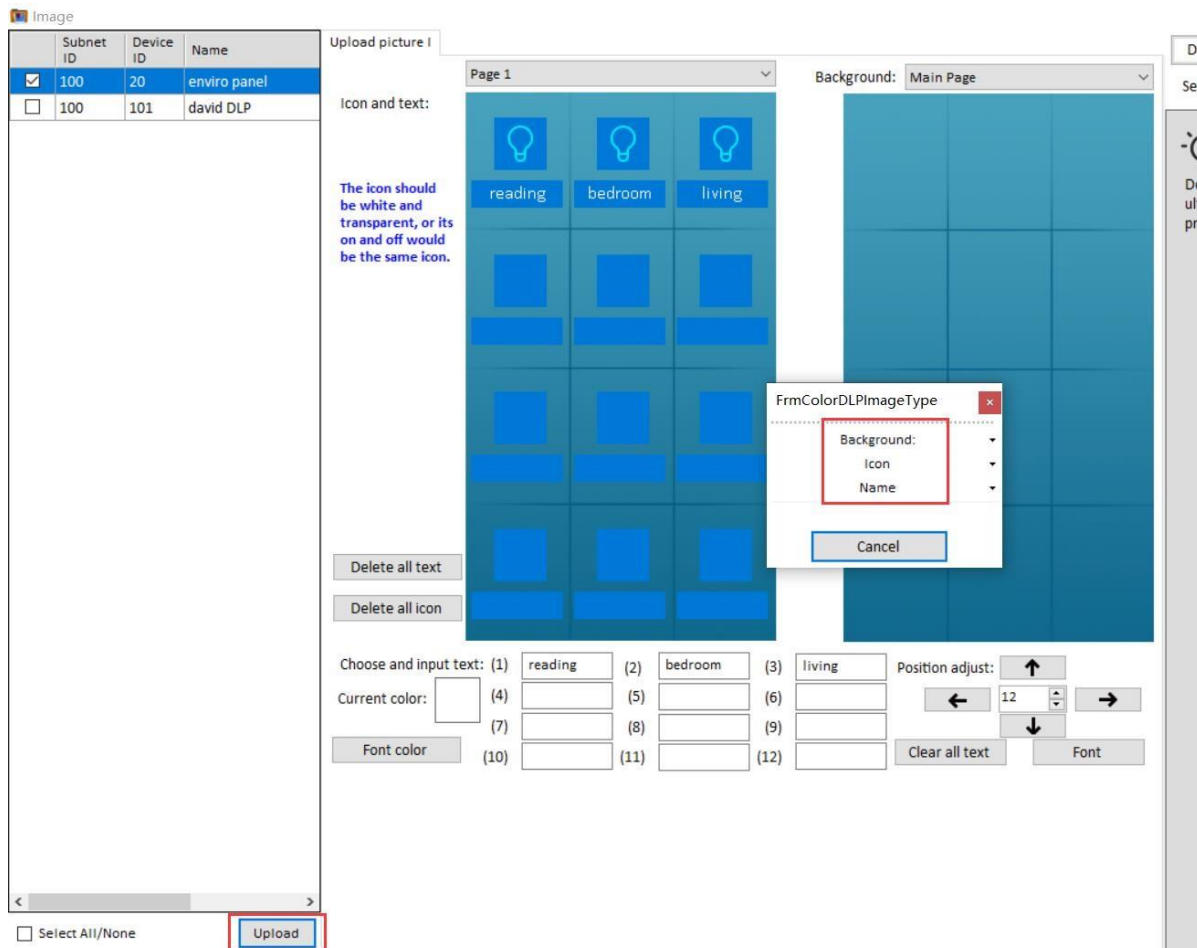 Image
Subnet ID
Device ID
Name
100 20 enviro panel
100 101 david DLP
Select All/None
Upload
Upload picture I
Page 1
Icon and text:
The icon should
be white and
transparent, or its
on and off would
be the same icon.
reading bedroom living
Delete all text
Delete all icon
Background: Main Page
FrmColorDLPImageType
Background:
Icon
Name
Cancel
Choose and input text: (1) reading (2) bedroom (3) living
Current color: (4) (5) (6)
(7) (8) (9)
Font color (10) (11) (12)
Position adjust:
12
Clear all text Font